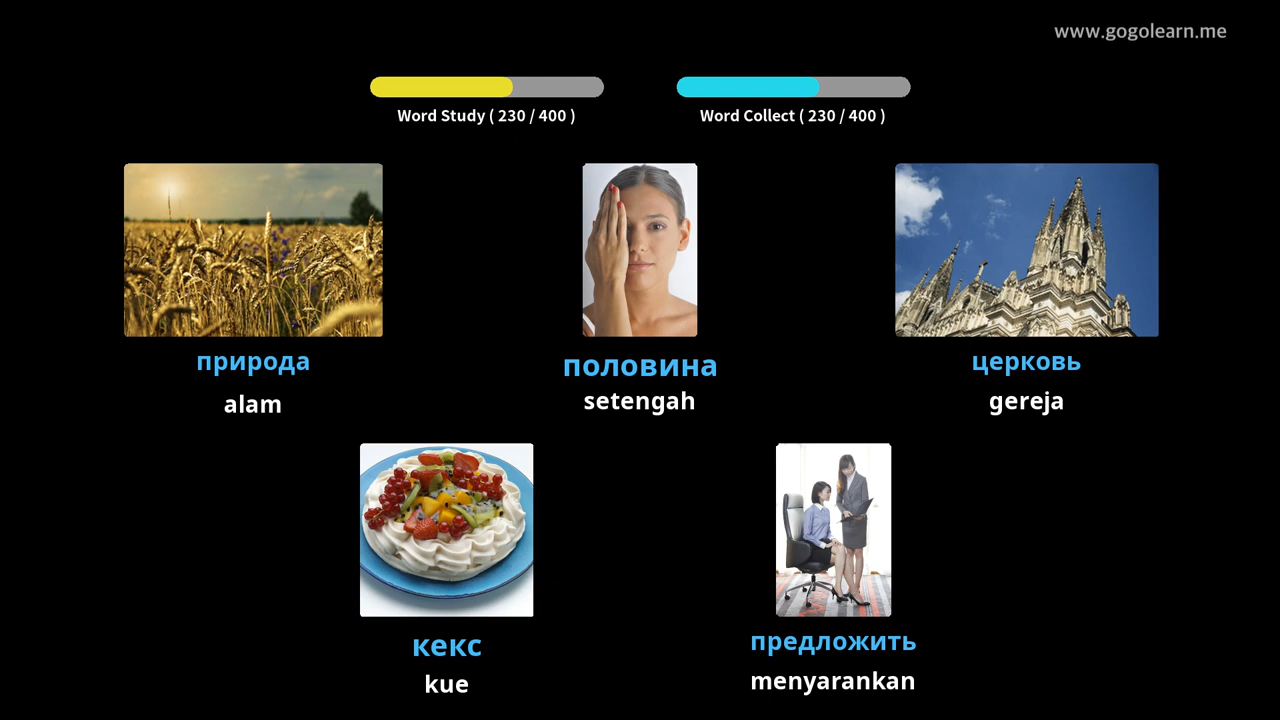 www.gogolearn.me
Word Study ( 230 / 400 )
Word Collect ( 230 / 400 )
природа
alam
половина
setengah
церковь
gereja
кекс
kue
предложить
menyarankan